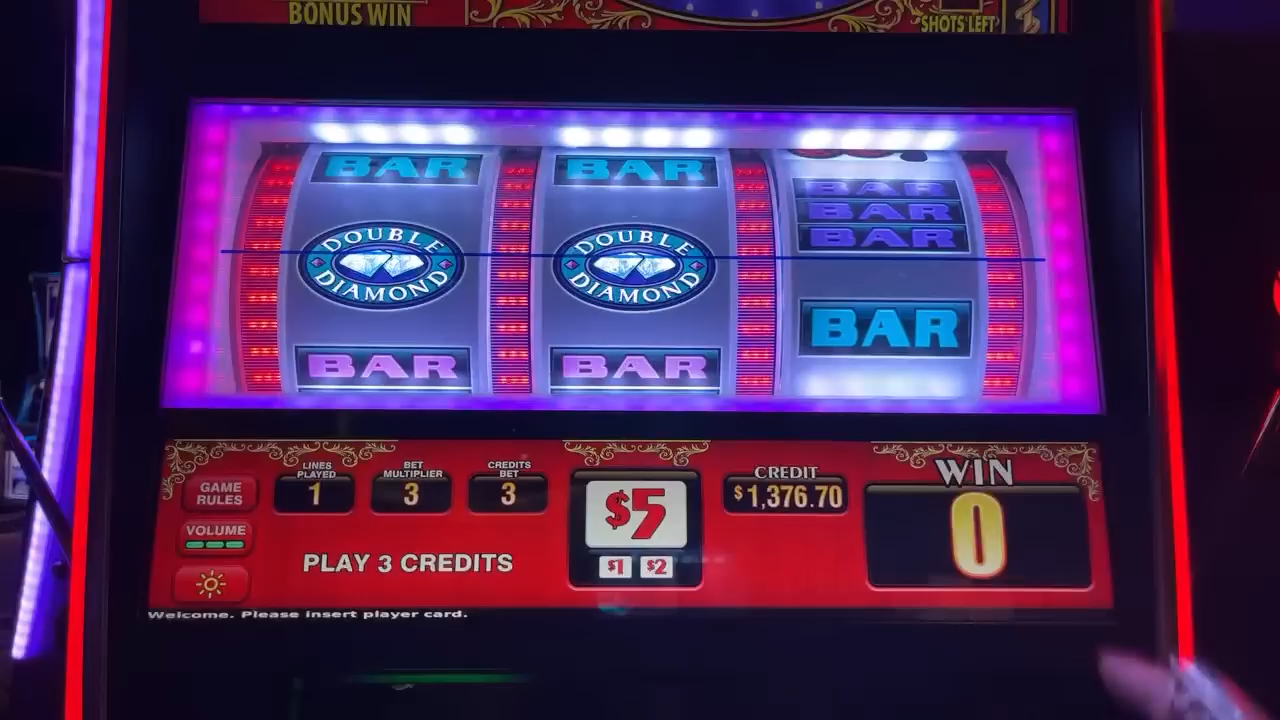 BONUS WIN
SHOTS LEFT
BAR
BAR
BAR
BAR
BAR
DOUBLE
DIAMOND
DOUBLE
DIAMOND
BAR
BAR
BAR
GAME
RULES
VOLUME
LINES
PLAYED
1
BET
MULTIPLIER
3
CREDITS
BET
3
PLAY 3 CREDITS
$5
$1
$2
CREDIT
$1,376.70
WIN
0
Welcome. Please insert player card.